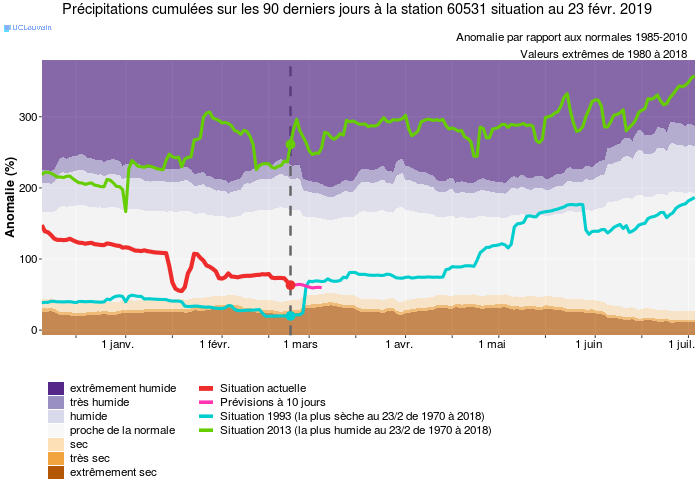 Précipitations cumulées sur les 90 derniers jours à la station 60531 situation au 23 févr. 2019
UCLouvain
Anomalie par rapport aux normales 1985-2010
Valeurs extrêmes de 1980 à 2018
Anomalie (%)
300
200
100
0
1 janv.
1 févr.
1 mars
1 avr.
1 mai
1 juin
1 juil.
extrêmement humide
très humide
humide
proche de la normale
sec
très sec
extrêmement sec
Situation actuelle
Prévisions à 10 jours
Situation 1993 (la plus sèche au 23/2 de 1970 à 2018)
Situation 2013 (la plus humide au 23/2 de 1970 à 2018)